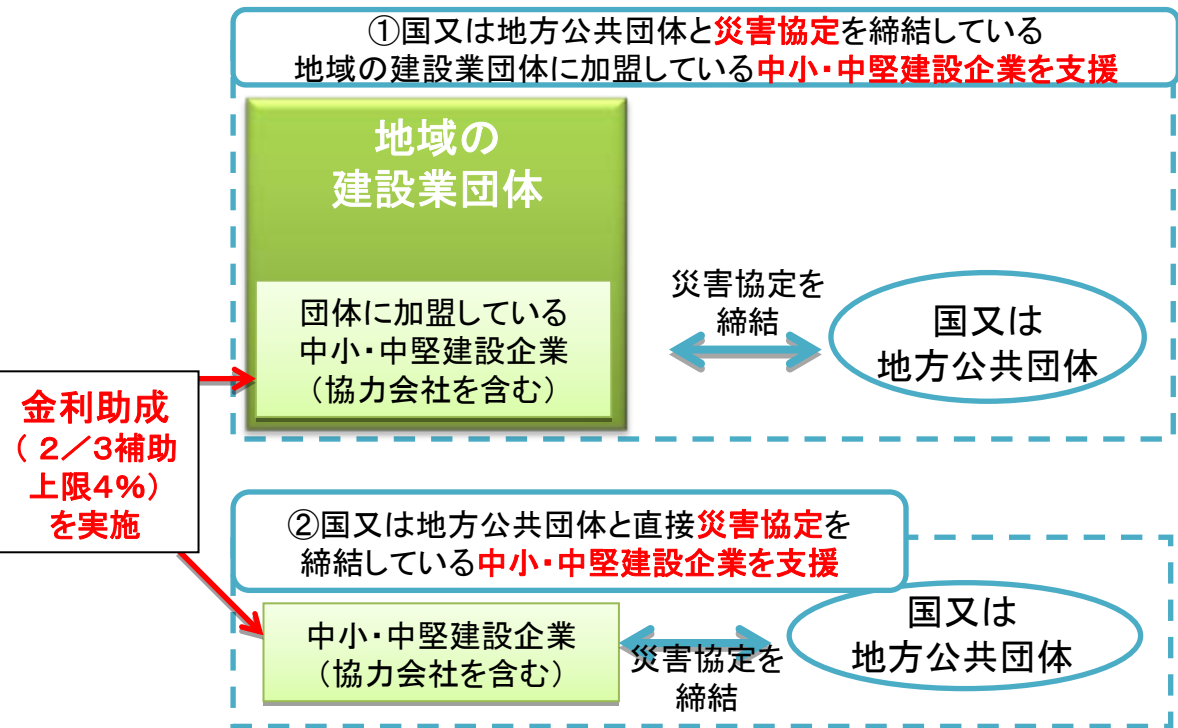 ①国又は地方公共団体と災害協定を締結している
地域の建設業団体に加盟している中小・中堅建設企業を支援
地域の
建設業団体
団体に加盟している
中小・中堅建設企業
（協力会社を含む）
災害協定を
締結
国又は
地方公共団体
金利助成
（２／３補助
上限４％）
を実施
②国又は地方公共団体と直接災害協定を
締結している中小・中堅建設企業を支援
中小・中堅建設企業
（協力会社を含む）
災害協定を
締結
国又は
地方公共団体